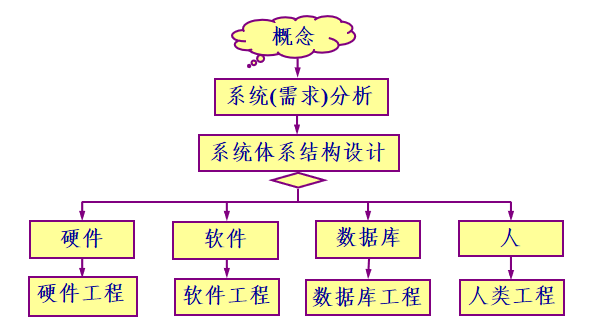 概念
系统(需求)分析
系统体系结构设计
硬件
软件
数据库
人
硬件工程
软件工程
数据库工程
人类工程